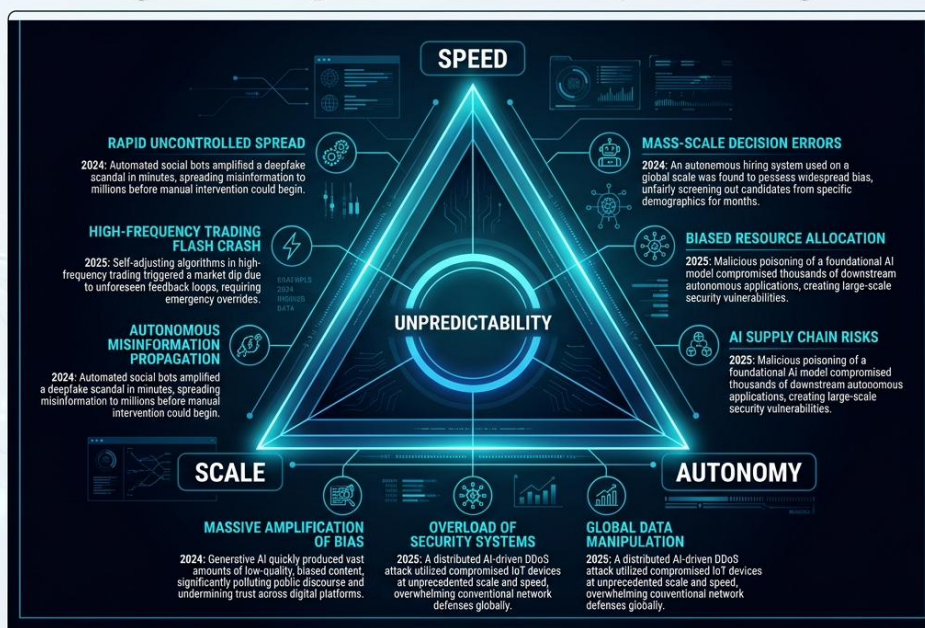 SPEED
RAPID UNCONTROLLED SPREAD
2024: Automated social bots amplified a deepfake
scandal in minutes, spreading misinformation to
millions before manual intervention could begin.
HIGH-FREQUENCY TRADING
FLASH CRASH
2025: Self-adjusting algorithms in high-
frequency trading triggered a market dip due
to unforeseen feedback loops, requiring
emergency overrides.
AUTONOMOUS
MISINFORMATION
PROPAGATION
2024: Automated social bots amplified
a deepfake scandal in minutes, spreading
misinformation to millions before manual
intervention could begin.
MASS-SCALE DECISION ERRORS
2024: An autonomous hiring system used on a
global scale was found to pessess widespread bias,
unfairly screening out candidates from specific
demographics for months.
BIASED RESOURCE ALLOCATION
2025: Malicious poisoning of a foundational AI
model compromised thousands of downstream
autonomous applications, creating large-scale
security vulnerabilities.
AI SUPPLY CHAIN RISKS
2025: Malicious poisoning of a
foundational Ai model compromised
thousands of downstream autooomous
applications, creating large-scale
security vulnerabilities.
UNPREDICTABILITY
2024
DATA
SCALE
AUTONOMY
MASSIVE AMPLIFICATION
OF BIAS
2024: Generstive AI quickly produced vast
amounts of low-quality, biased content,
significantly polluting public discourse and
undermining trust across digital platforms.
OVERLOAD OF
SECURITY SYSTEMS
2025: A distributed AI-driven DDoS
attack utilized compromised IoT devices
at unprecedented scale and speed,
overwhelming conventional network
defenses globally.
GLOBAL DATA
MANIPULATION
2025: A distributed AI-driven DDoS
attack utilized compromised IoT devices
at unprecedented scale and speed,
overwhelming conventional network
defenses globally.